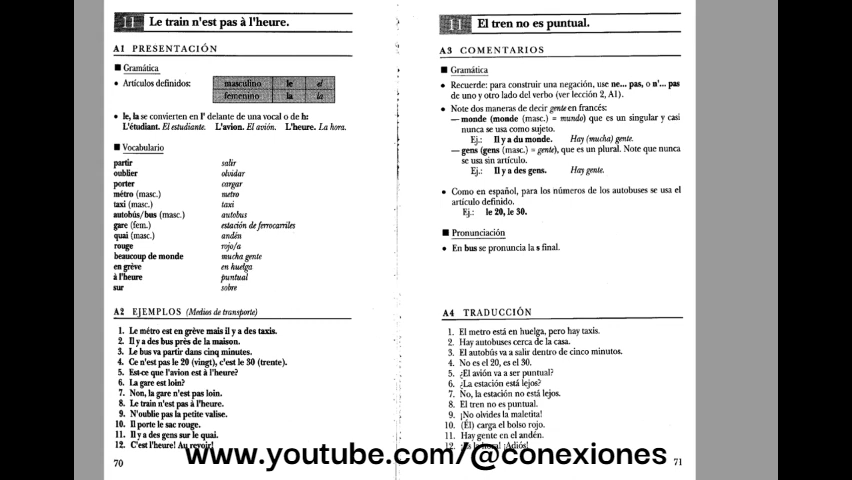 11 Le train n'est pas à l'heure.
A1 PRESENTACIÓN
■ Gramática
• Artículos definidos:
masculino le el
femenino la la
• le, la se convierten en l' delante de una vocal o de h:
L'étudiant. El estudiante. L'avion. El avión. L'heure. La hora.
■ Vocabulario
partir salir
oublier olvidar
porter cargar
métro (masc.) metro
taxi (masc.) taxi
autobús/bus (masc.) autobus
gare (fem.) estación de ferrocarriles
quai (masc.) andén
rouge rojo/a
beaucoup de monde mucha gente
en grève en huelga
à l'heure puntual
sur sobre
A2 EJEMPLOS (Medios de transporte)
1. Le métro est en grève mais il y a des taxis.
2. Il y a des bus près de la maison.
3. Le bus va partir dans cinq minutes.
4. Ce n'est pas le 20 (vingt), c'est le 30 (trente).
5. Est-ce que l'avion est à l'heure?
6. La gare est loin?
7. Non, la gare n'est pas loin.
8. Le train n'est pas à l'heure.
9. N'oublie pas la petite valise.
10. Il porte le sac rouge.
11. Il y a des gens sur le quai.
12. C'est l'heure! Au revoir!
70
11 El tren no es puntual.
A3 COMENTARIOS
■ Gramática
• Recuerde: para construir una negación, use ne... pas, o n'... pas
de uno y otro lado del verbo (ver lección 2, A1).
• Note dos maneras de decir gente en francés:
— monde (monde (masc.) = mundo) que es un singular y casi
nunca se usa como sujeto.
Ej.: Il y a du monde. Hay (mucha) gente.
— gens (gens (masc.) = gente), que es un plural. Note que nunca
se usa sin artículo.
Ej.: Il y a des gens. Hay gente.
• Como en español, para los números de los autobuses se usa el
artículo definido.
Ej.: le 20, le 30.
■ Pronunciación
• En bus se pronuncia la s final.
A4 TRADUCCIÓN
1. El metro está en huelga, pero hay taxis.
2. Hay autobuses cerca de la casa.
3. El autobús va a salir dentro de cinco minutos.
4. No es el 20, es el 30.
5. ¿El avión va a ser puntual?
6. ¿La estación está lejos?
7. No, la estación no está lejos.
8. El tren no es puntual.
9. ¡No olvides la maletita!
10. (Él) carga el bolso rojo.
11. Hay gente en el andén.
12. ¡Es la hora! ¡Adiós!
71
www.youtube.com/@conexiones